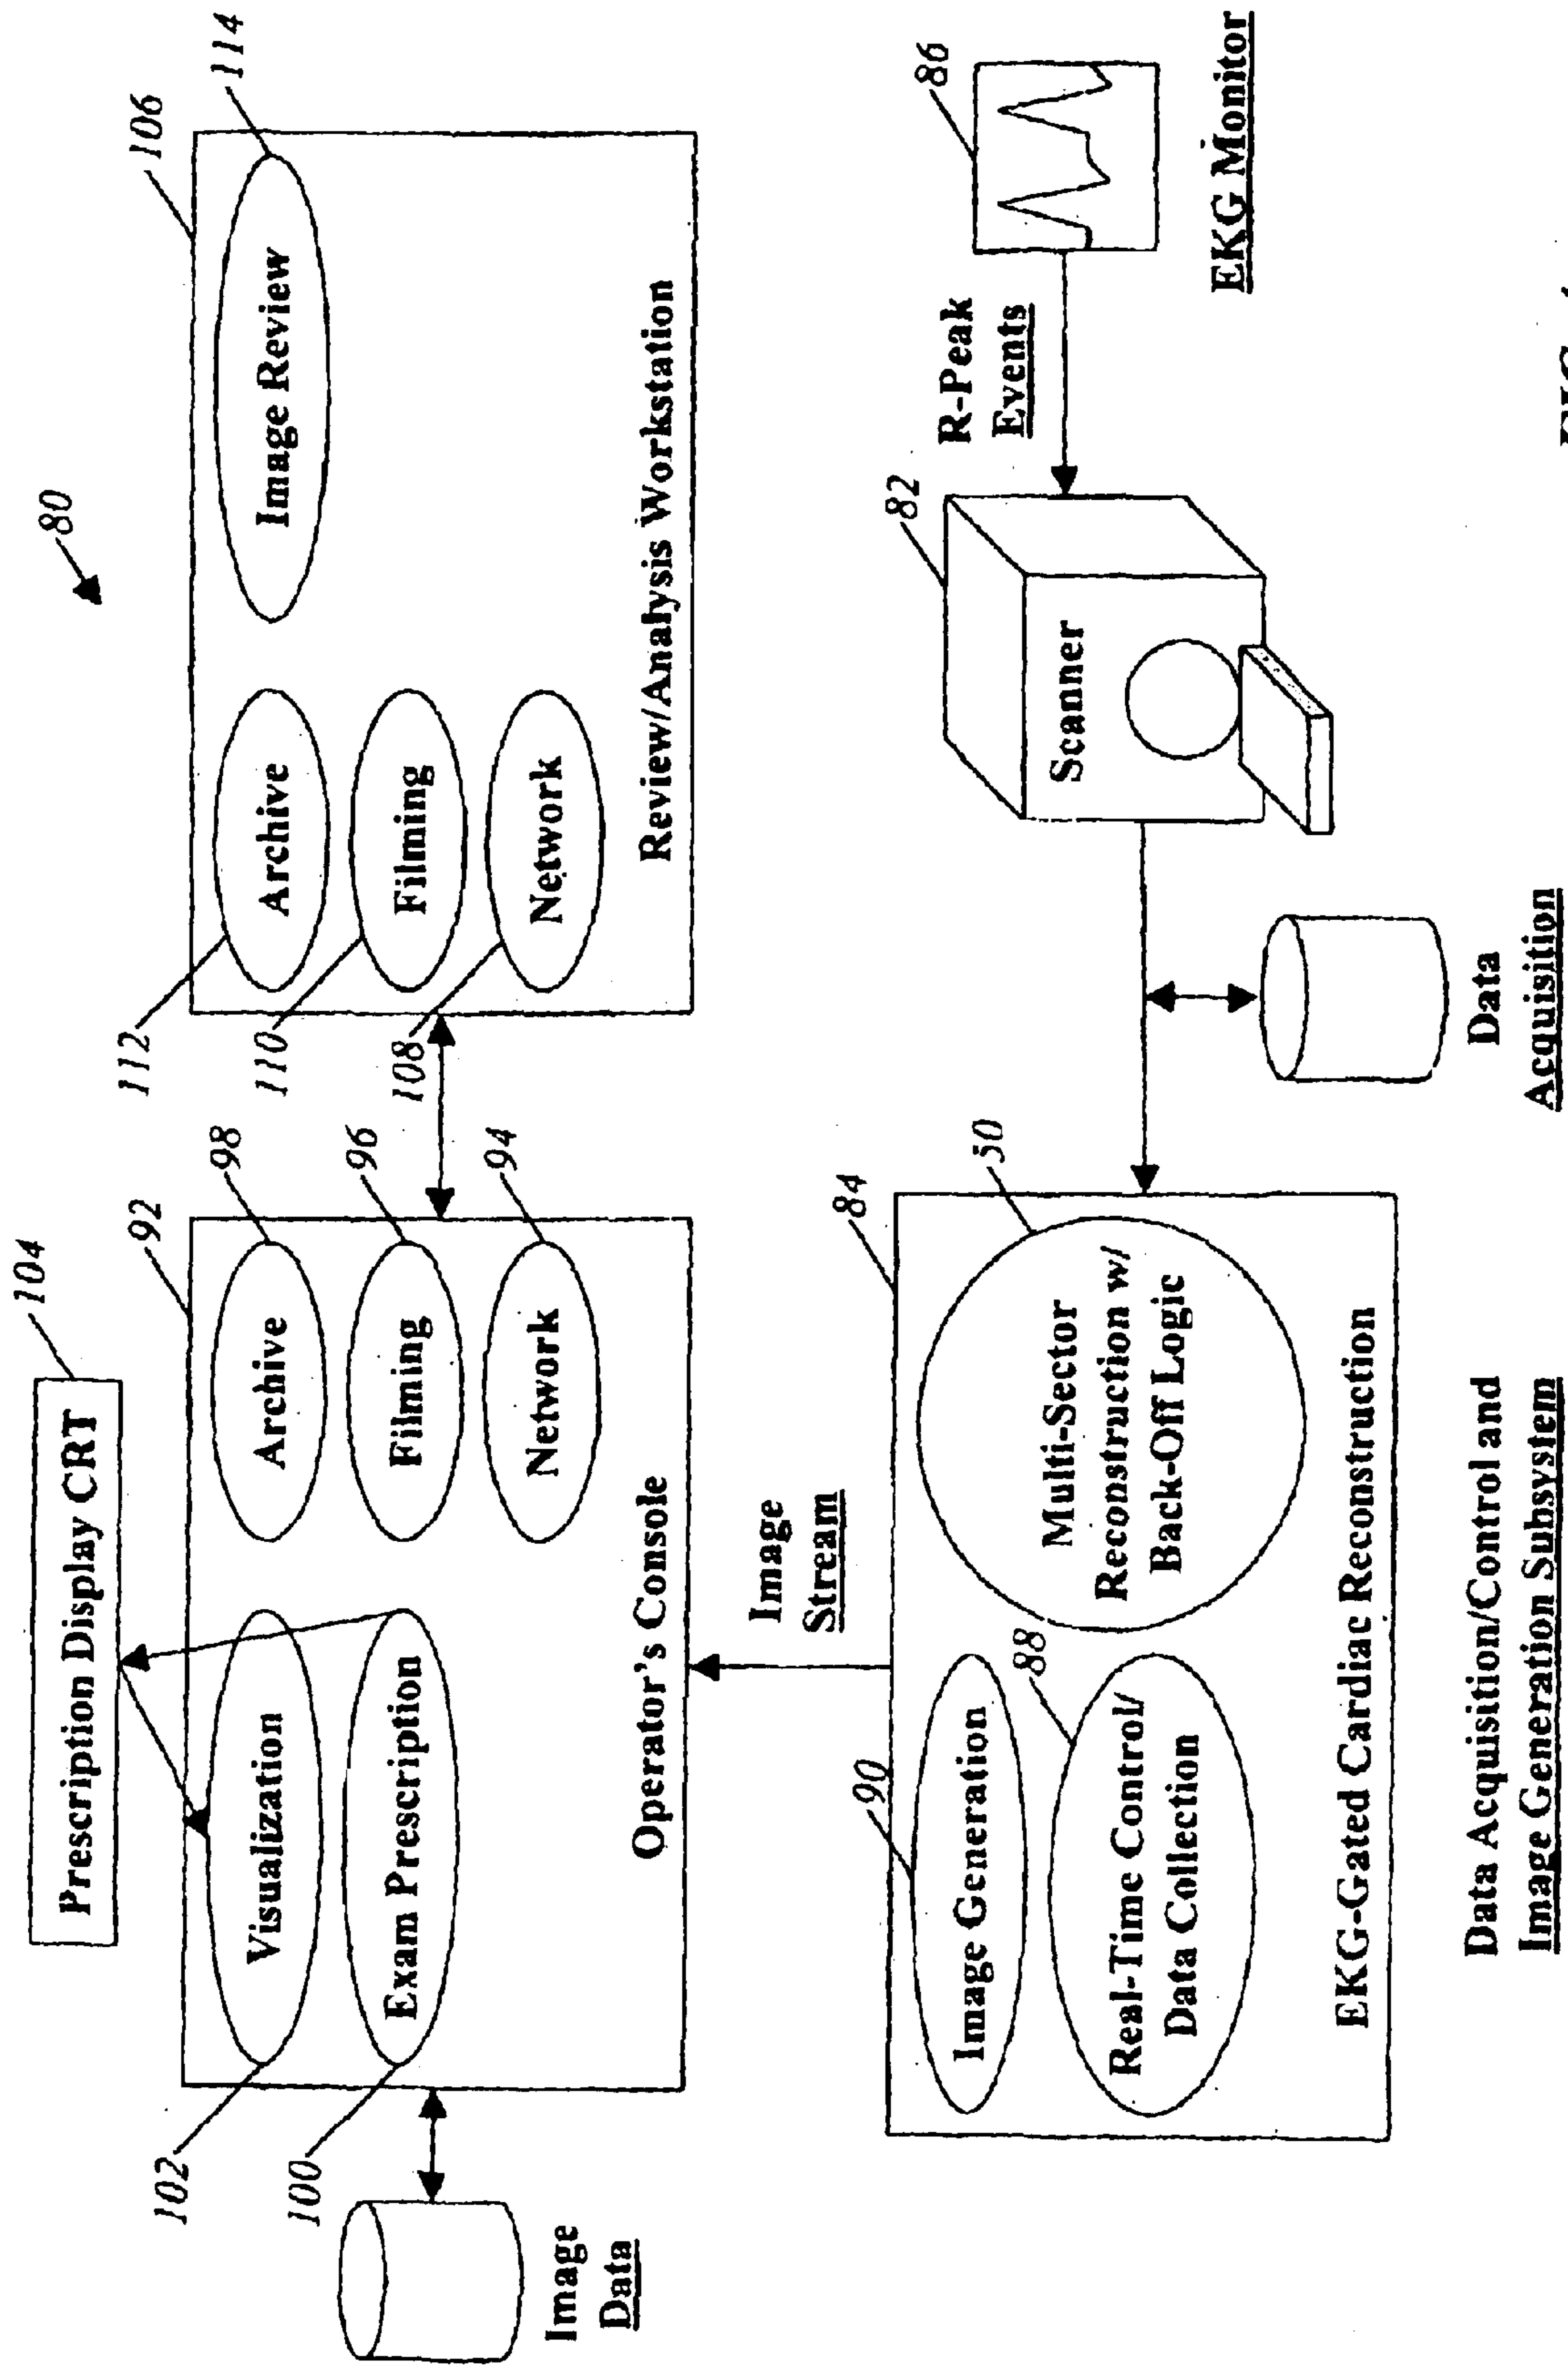 80
104
Prescription Display CRT
92
102
Visualization
100
Exam Prescription
98
Archive
96
Filming
94
Network
Operator's Console
Image
Data
106
112
Archive
110
Filming
108
Network
114
Image Review
Review/Analysis Workstation
Image
Stream
84
90
Image Generation
88
Real-Time Control/
Data Collection
50
Multi-Sector
Reconstruction w/
Back-Off Logic
EKG-Gated Cardiac Reconstruction
Data Acquisition/Control and
Image Generation Subsystem
Data
Acquisition
82
Scanner
R-Peak
Events
86
EKG Monitor